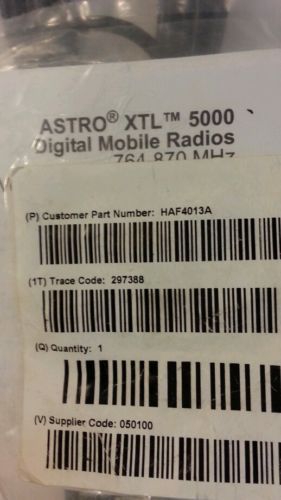 ASTRO® XTL™ 5000
Digital Mobile Radios
764-870 MHz
(P) Customer Part Number: HAF4013A
(1T) Trace Code: 297388
(Q) Quantity: 1
(V) Supplier Code: 050100